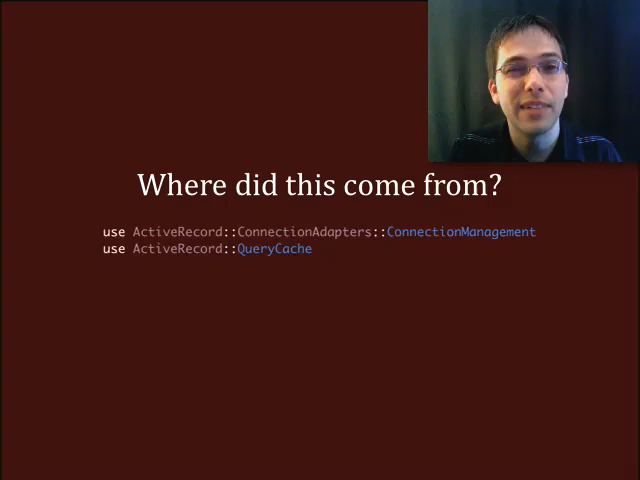 Where did this come from?
use ActiveRecord::ConnectionAdapters::ConnectionManagement
use ActiveRecord::QueryCache